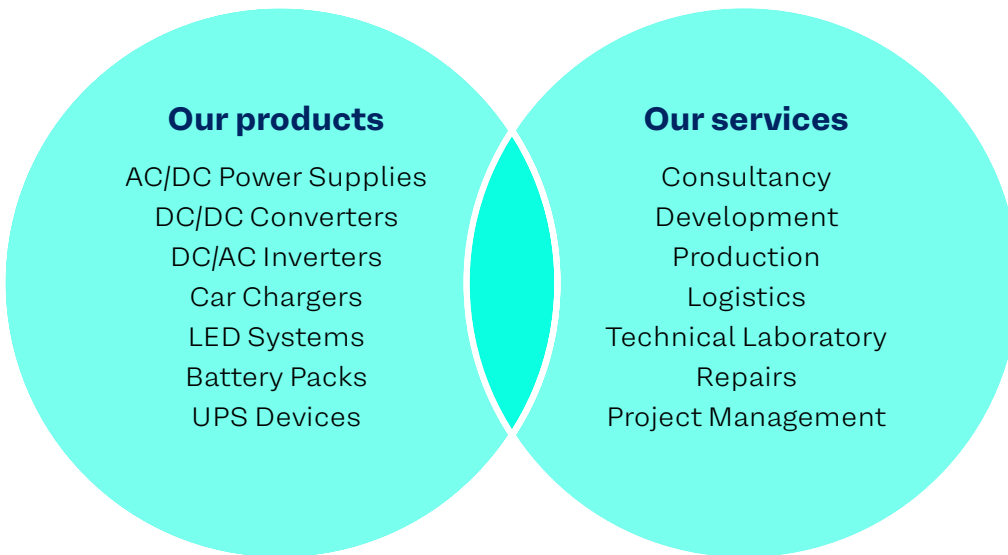 Our products
AC/DC Power Supplies
DC/DC Converters
DC/AC Inverters
Car Chargers
LED Systems
Battery Packs
UPS Devices
Our services
Consultancy
Development
Production
Logistics
Technical Laboratory
Repairs
Project Management